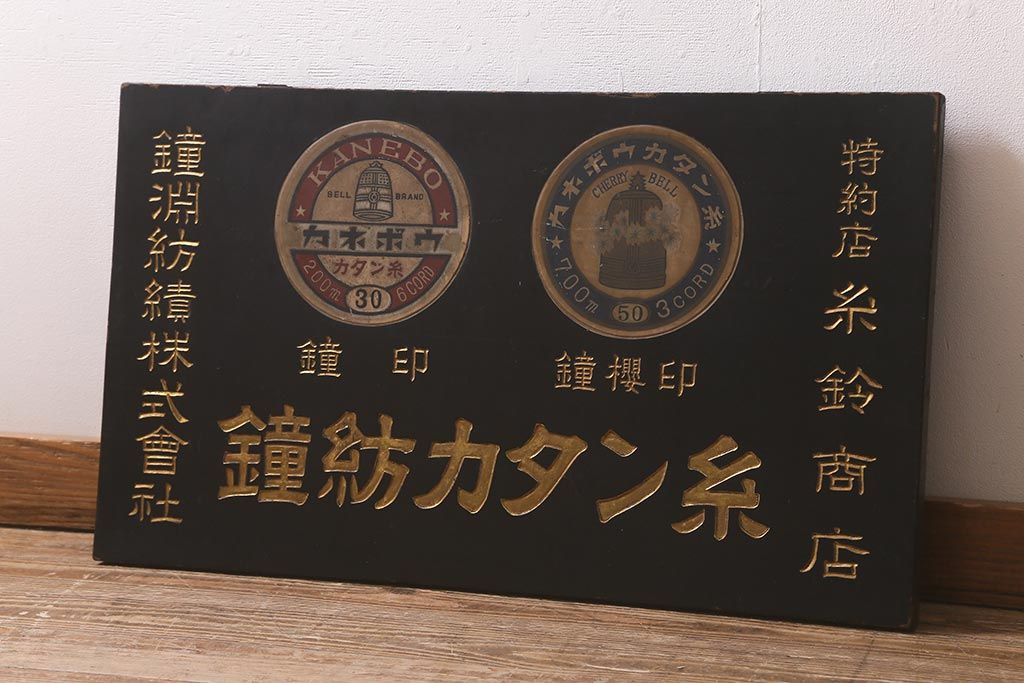 鐘淵紡績株式會社
KANEBO
BELL BRAND
カネボウ
カタン糸
200m 30 6CORD
鐘印
カネボウカタン糸
CHERRY BELL
700m 50 3CORD
鐘櫻印
鐘紡カタン糸
特約店 糸鈴商店